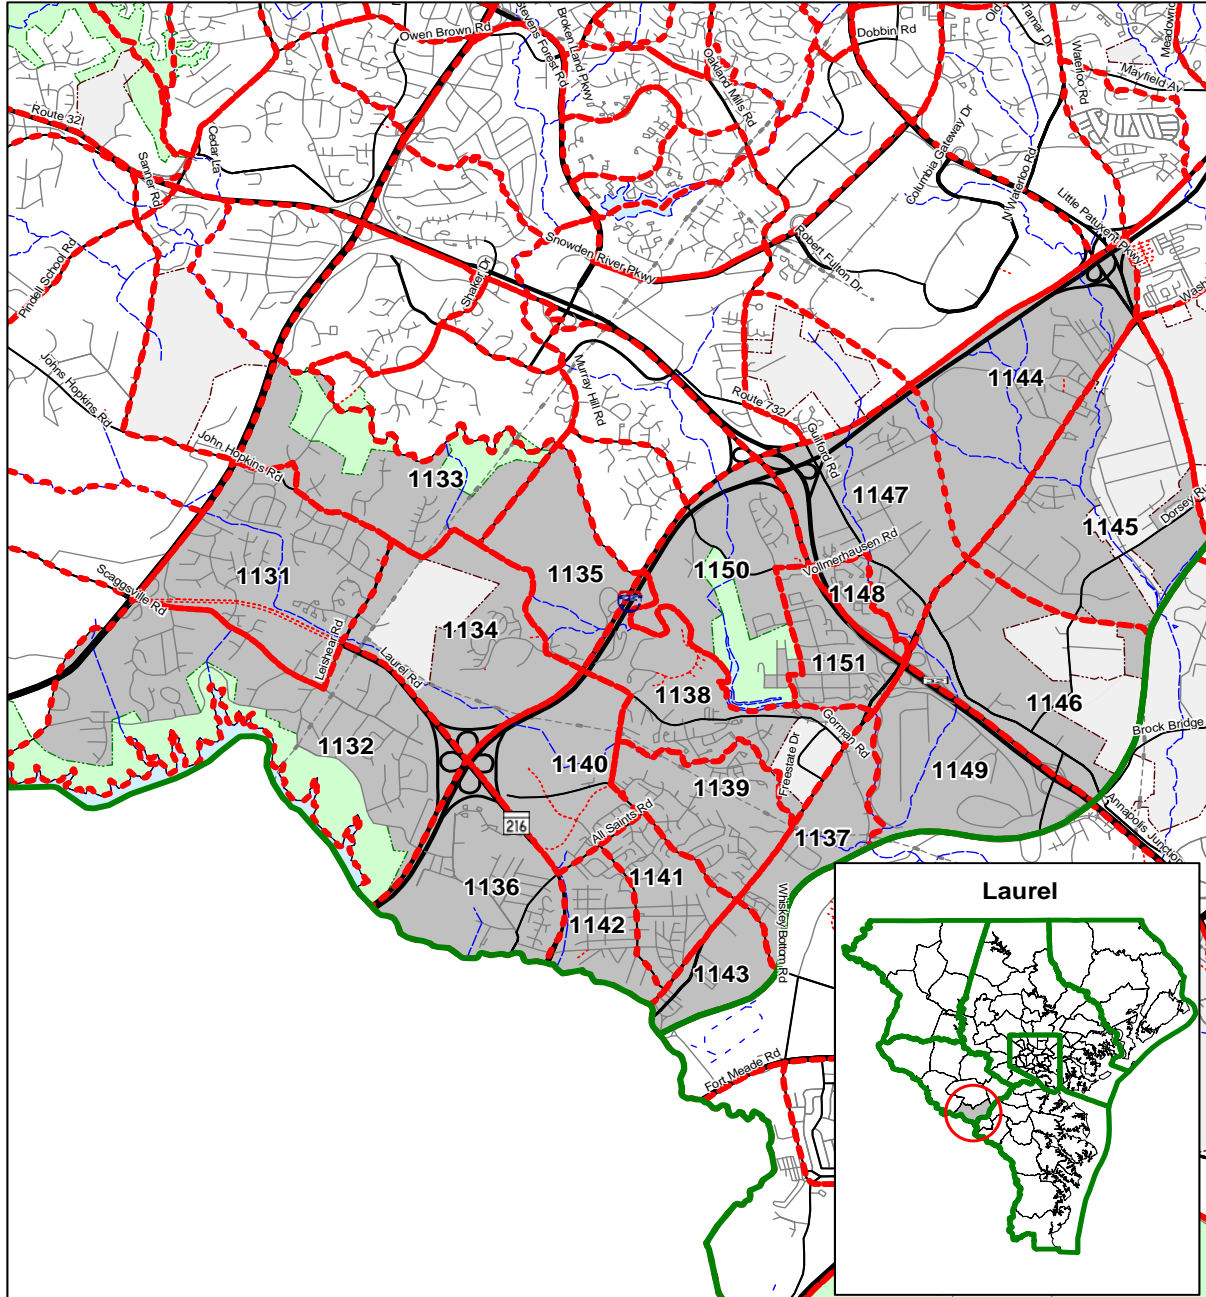 Owen Brown Rd
Stevens Forest Rd
Broken Land Pkwy
Oakland Mills Rd
Dobbin Rd
Old
Tamar Dr
Waterloo Rd
Meadowridge
Mayfield Av
Route 32
Cedar La
Sanner Rd
Columbia Gateway Dr
N Waterloo Rd
Little Patuxent Pkwy
Pindell School Rd
Snowden River Pkwy
Robert Fulton Dr
Shaker Dr
Wash
Johns Hopkins Rd
Murray Hill Rd
Route 732
Guilford Rd
1144
John Hopkins Rd
1133
1147
1145
Dorsey Ru
Vollmerhausen Rd
1131
1135
1150
1148
Scaggsville Rd
Leishear Rd
1134
Laurel Rd
1151
1138
1146
Gorman Rd
Brock Bridge
1132
1140
1139
Freestate Dr
1149
Annapolis Junction
216
All Saints Rd
1137
1136
1141
1142
Whiskey Bottom Rd
1143
Fort Meade Rd
Laurel